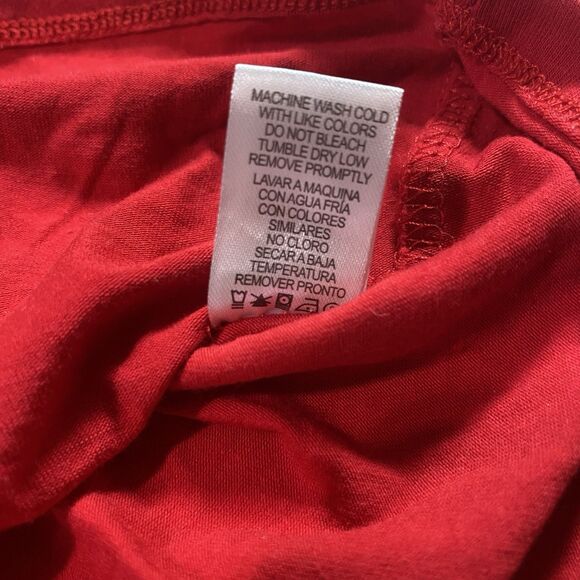 MACHINE WASH COLD
WITH LIKE COLORS
DO NOT BLEACH
TUMBLE DRY LOW
REMOVE PROMPTLY
LAVAR A MAQUINA
CON AGUA FRÍA
CON COLORES
SIMILARES
NO CLORO
SECAR A BAJA
TEMPERATURA
REMOVER PRONTO